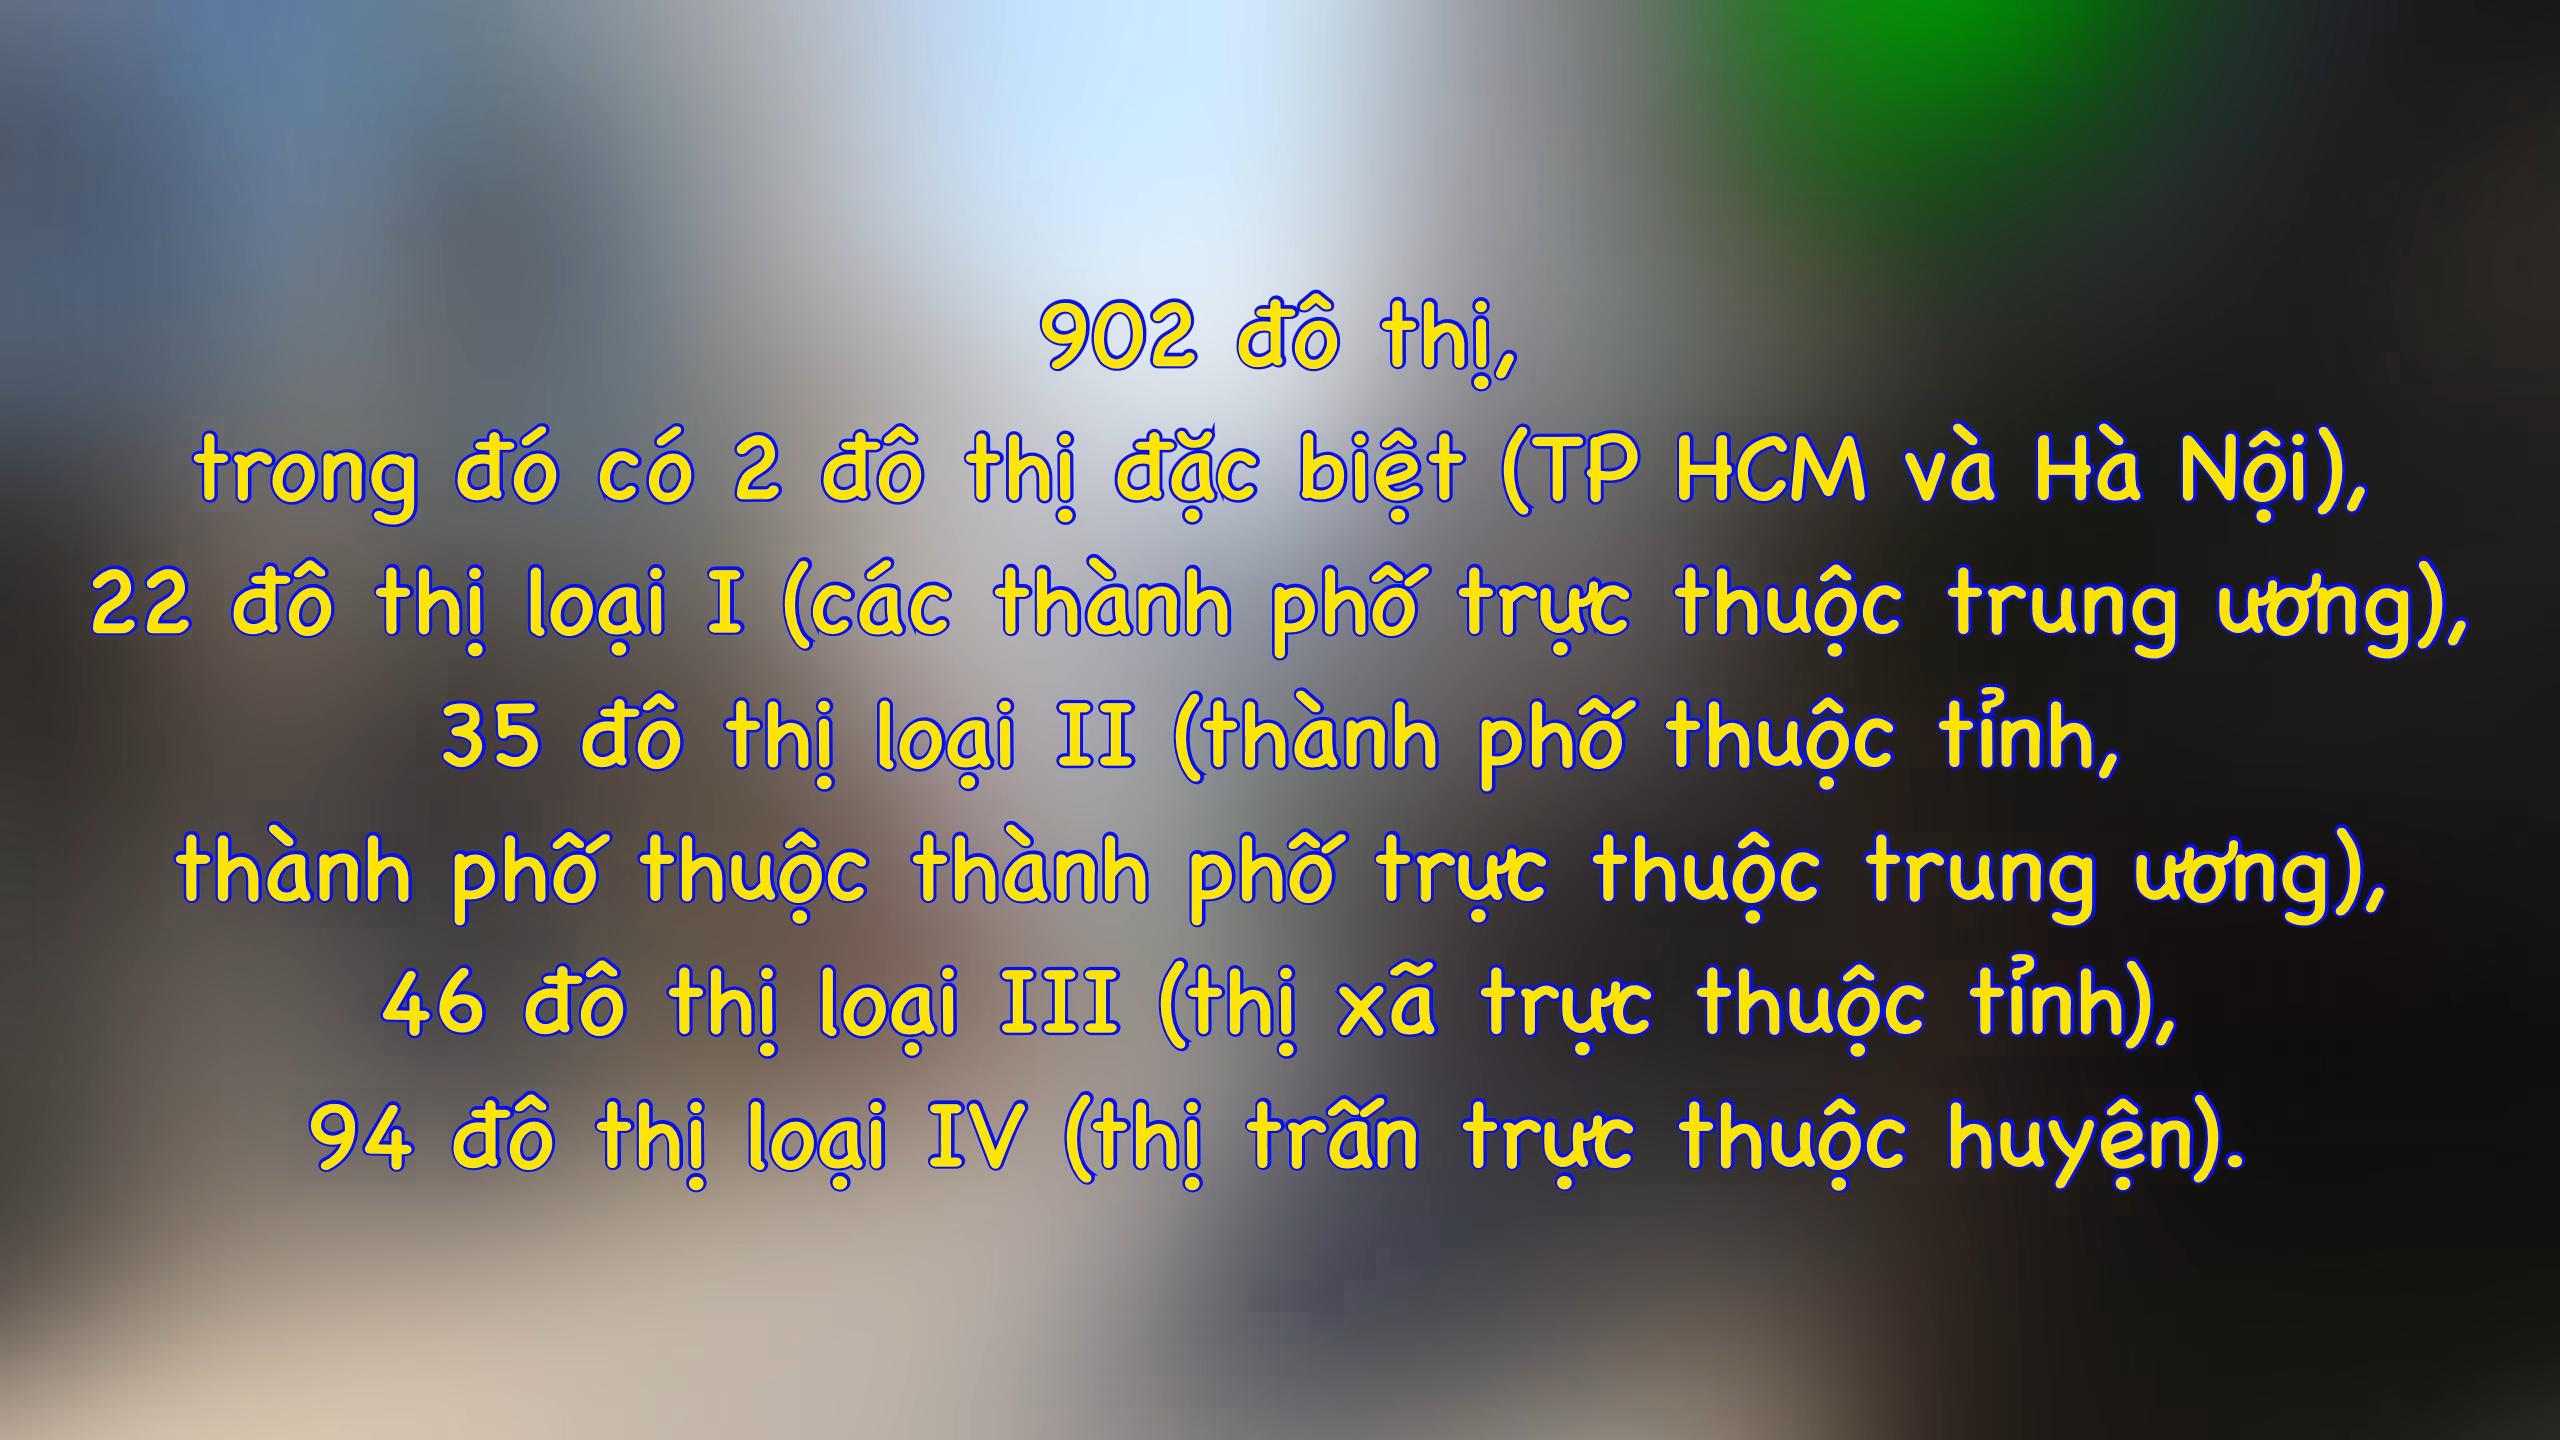 902 đô thị,
trong đó có 2 đô thị đặc biệt (TP HCM và Hà Nội),
22 đô thị loại I (các thành phố trực thuộc trung ương),
35 đô thị loại II (thành phố thuộc tỉnh,
thành phố thuộc thành phố trực thuộc trung ương),
46 đô thị loại III (thị xã trực thuộc tỉnh),
94 đô thị loại IV (thị trấn trực thuộc huyện).